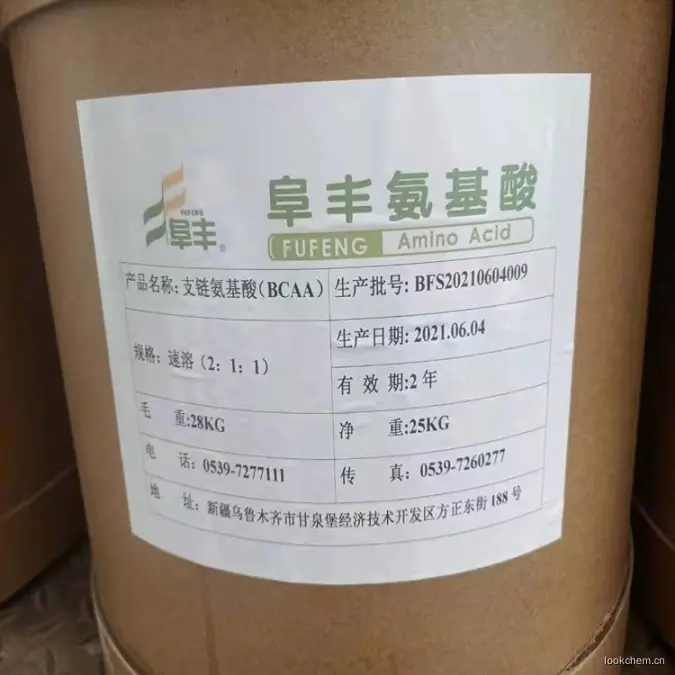 FUFENG
阜丰®
阜丰氨基酸
FUFENG Amino Acid
产品名称: 支链氨基酸(BCAA) 生产批号: BFS20210604009
规格: 速溶(2: 1: 1) 生产日期: 2021.06.04
有 效 期:2 年
毛 重:28KG 净 重:25KG
电 话: 0539-7277111 传 真: 0539-7260277
地 址: 新疆乌鲁木齐市甘泉堡经济技术开发区方正东街 188 号
lookchem.cn